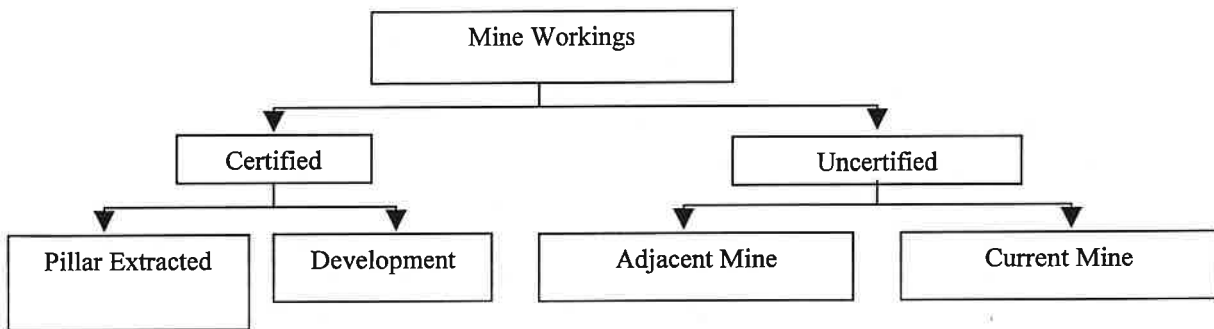 Mine Workings
Certified
Uncertified
Pillar Extracted
Development
Adjacent Mine
Current Mine